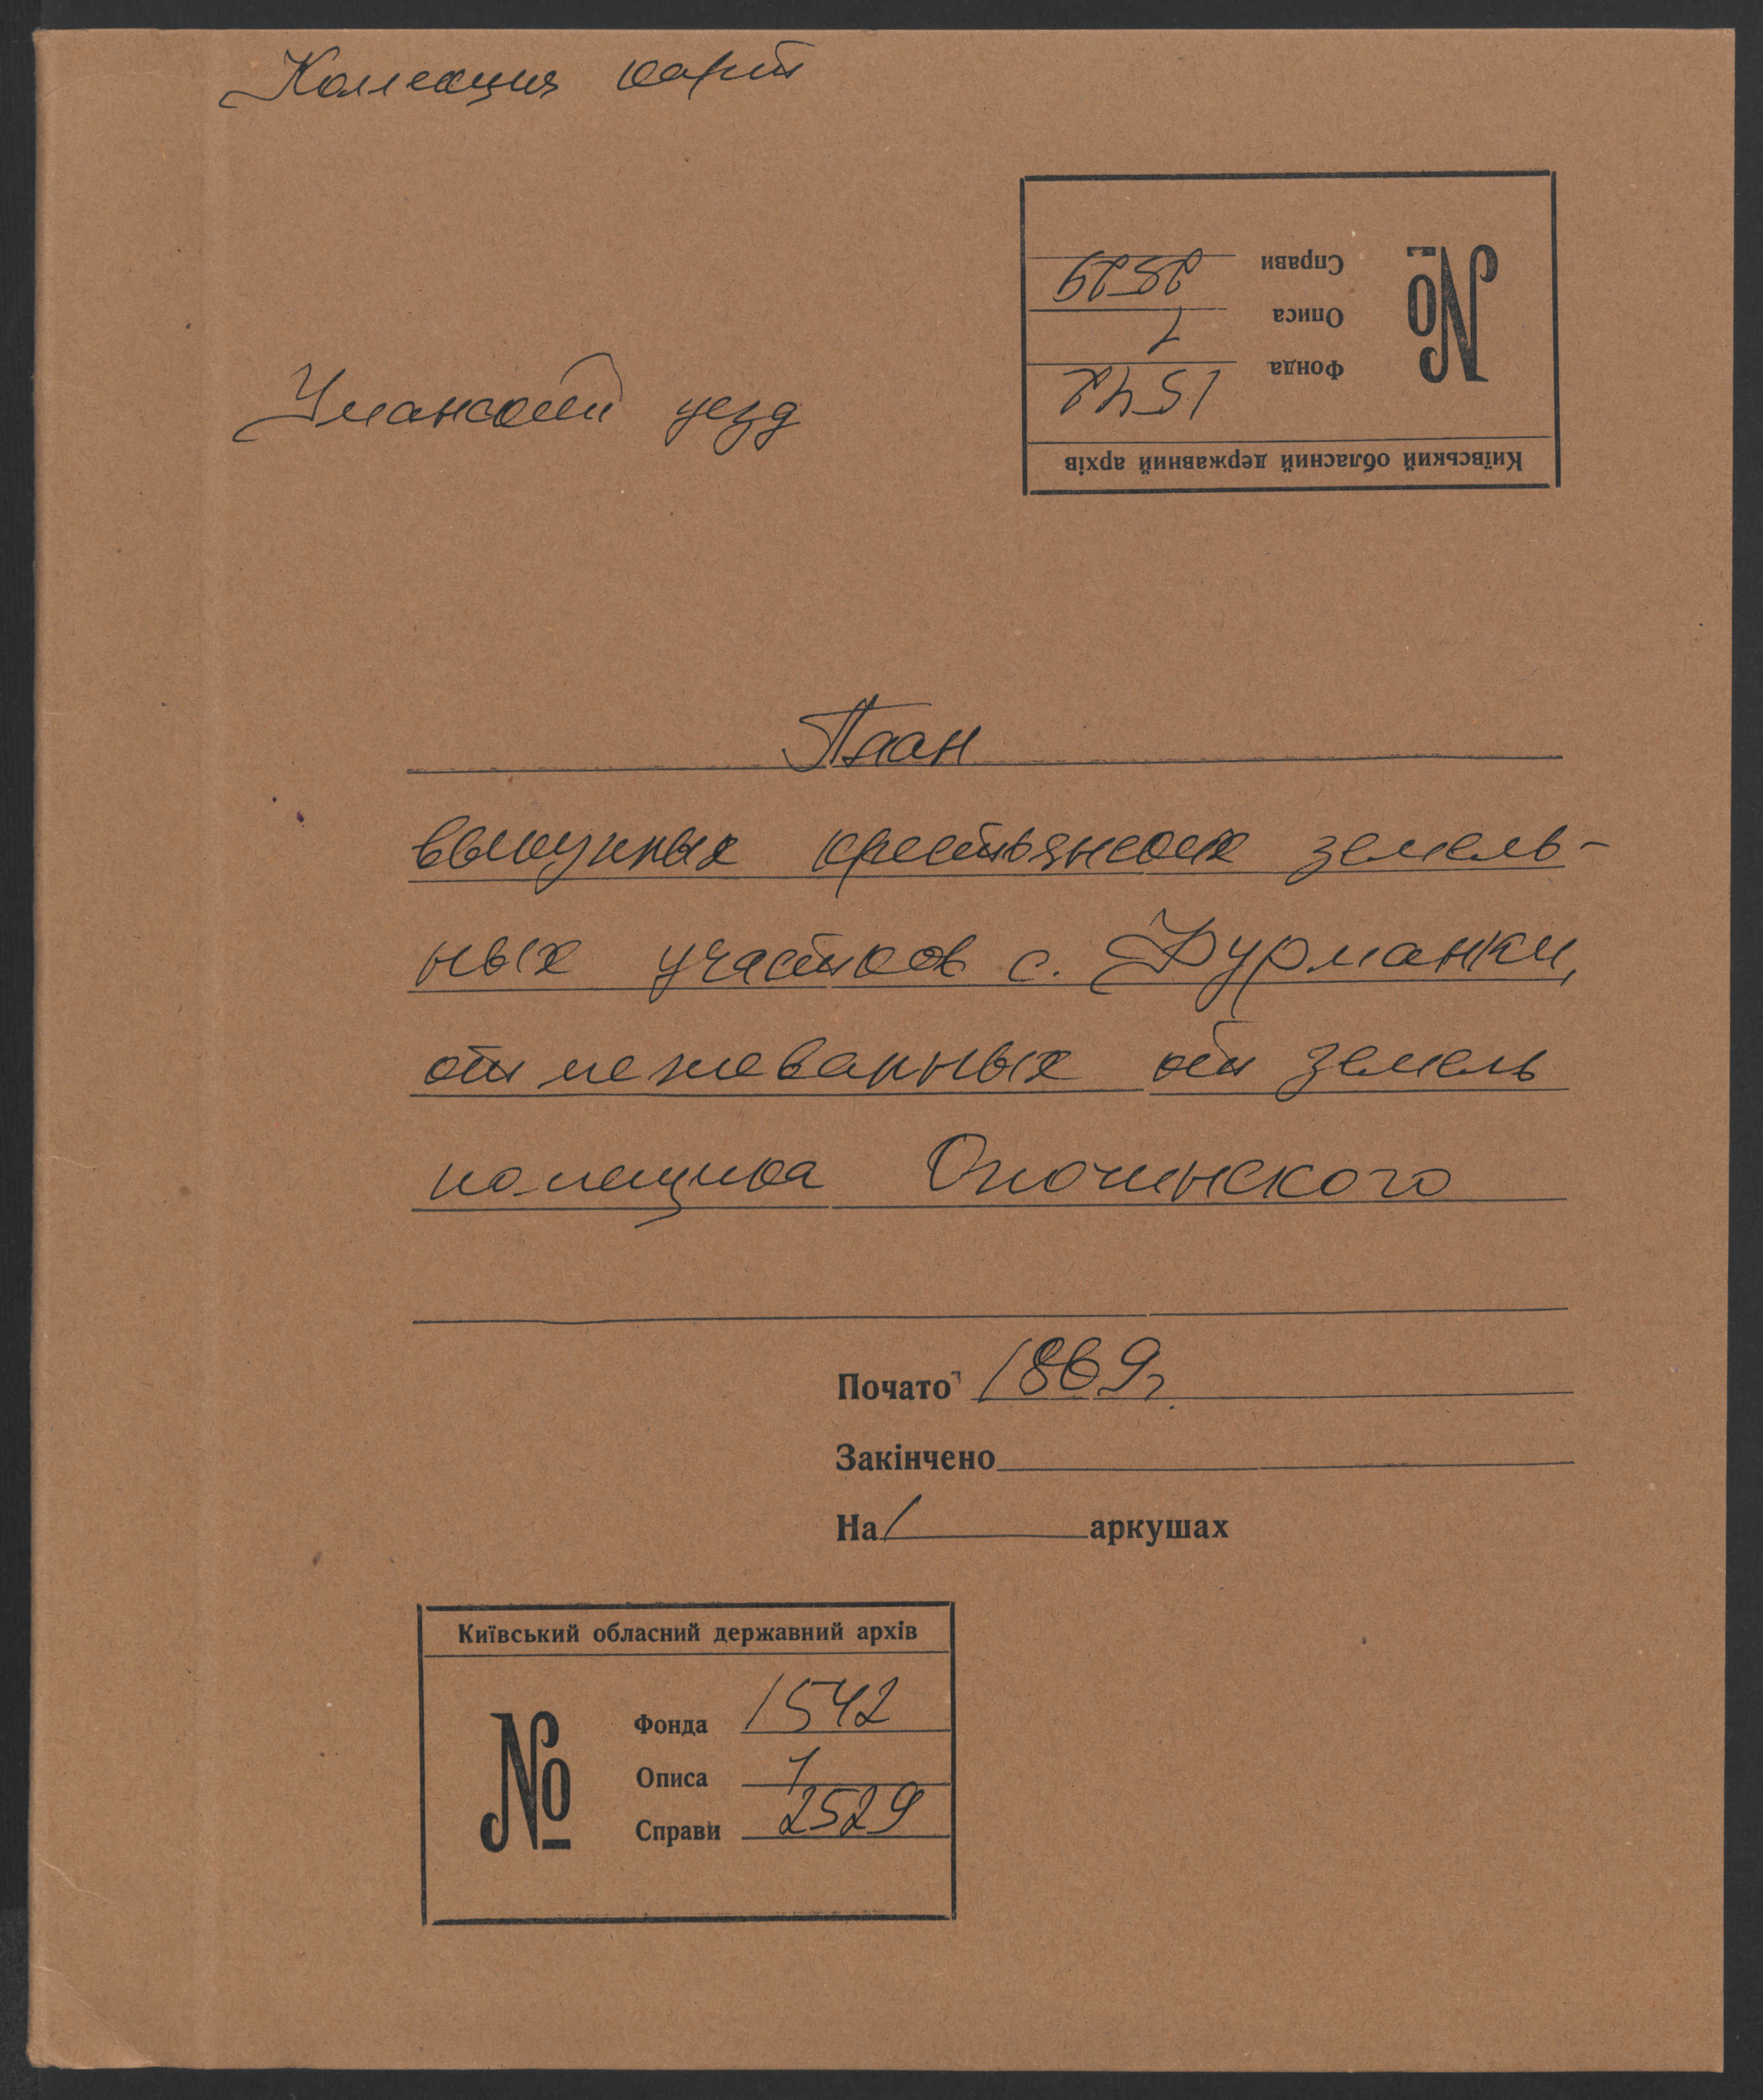 Коллекция карт
Справи 2529
Описа 1
Фонда 1542
№
Київський обласний державний архів
Уманский уезд
План
выкупных крестьянских земель-
ных участков с. Фурманки,
отмежеванных от земель
помещика Опочинского
Почато 1869г.
Закінчено
На 1 аркушах
Київський обласний державний архів
№
Фонда 1542
Описа 1
Справи 2529